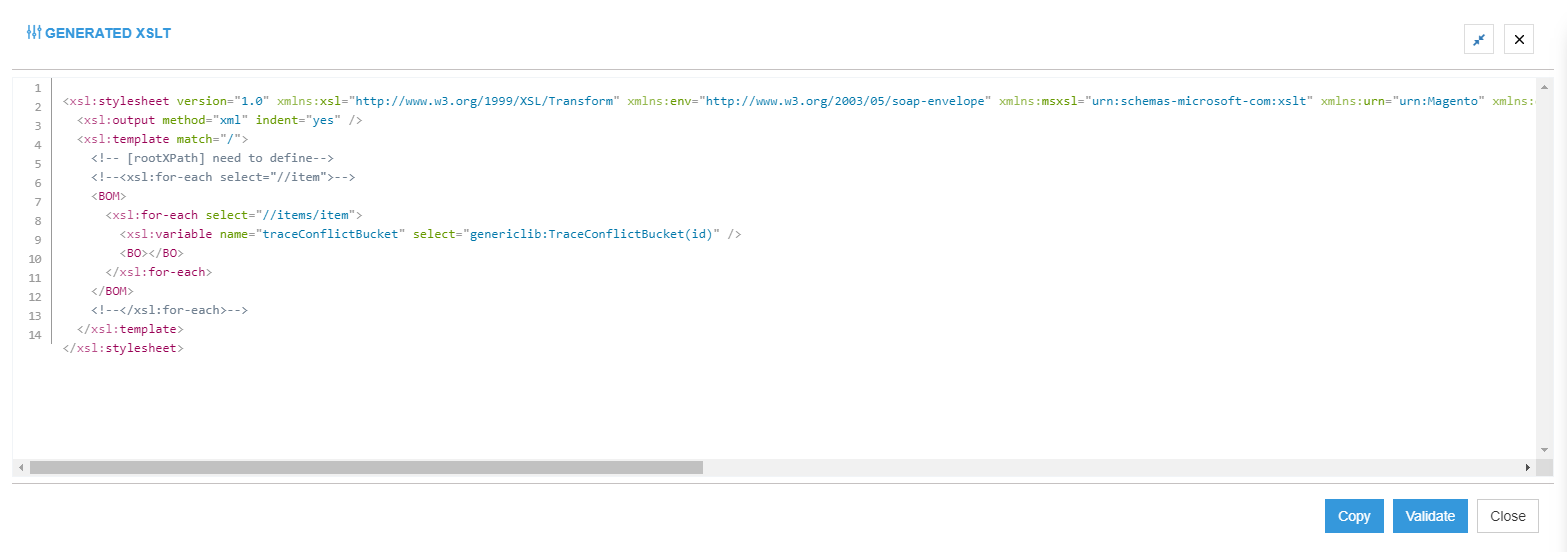 GENERATED XSLT
1
2 <xsl:stylesheet version="1.0" xmlns:xsl="http://www.w3.org/1999/XSL/Transform" xmlns:env="http://www.w3.org/2003/05/soap-envelope" xmlns:msxsl="urn:schemas-microsoft-com:xslt" xmlns:urn="urn:Magento" xmlns:
3 <xsl:output method="xml" indent="yes" />
4 <xsl:template match="/">
5 <!-- [rootXPath] need to define-->
6 <!--<xsl:for-each select="//item">-->
7 <BOM>
8 <xsl:for-each select="//items/item">
9 <xsl:variable name="traceConflictBucket" select="genericlib:TraceConflictBucket(id)" />
10 <BO></BO>
11 </xsl:for-each>
12 </BOM>
13 <!--</xsl:for-each>-->
14 </xsl:template>
</xsl:stylesheet>
Copy Validate Close